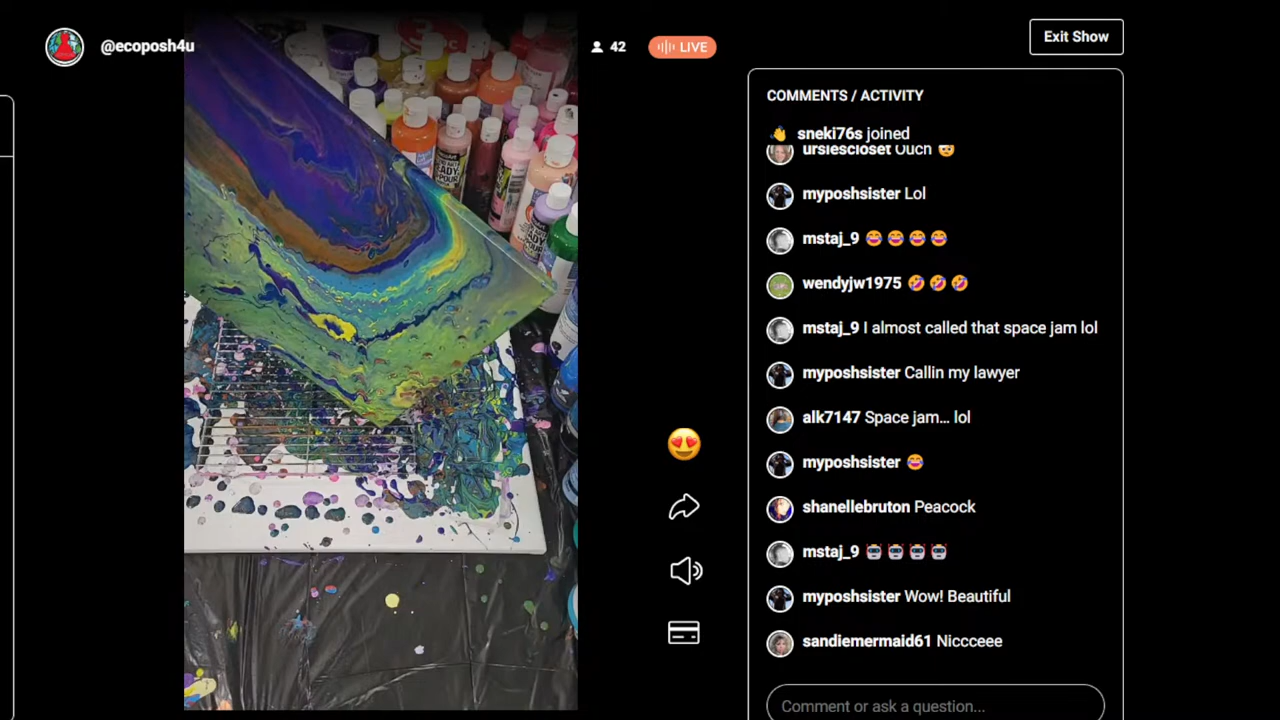 @ecoposh4u
42
LIVE
Exit Show
COMMENTS / ACTIVITY
sneki76s joined
ursiescloset Ouch 🤕
myposhsister Lol
mstaj_9 😂 😂 😂 😂
wendyjw1975 🤣 🤣 🤣
mstaj_9 I almost called that space jam lol
myposhsister Callin my lawyer
alk7147 Space jam... lol
myposhsister 😂
shanellebruton Peacock
mstaj_9 🤖 🤖 🤖 🤖
myposhsister Wow! Beautiful
sandiemermaid61 Niccceee
Comment or ask a question...